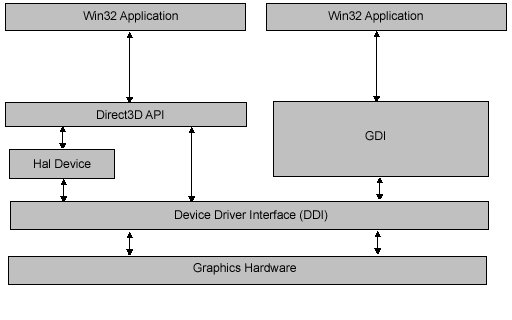 Win32 Application
Win32 Application
Direct3D API
GDI
Hal Device
Device Driver Interface (DDI)
Graphics Hardware